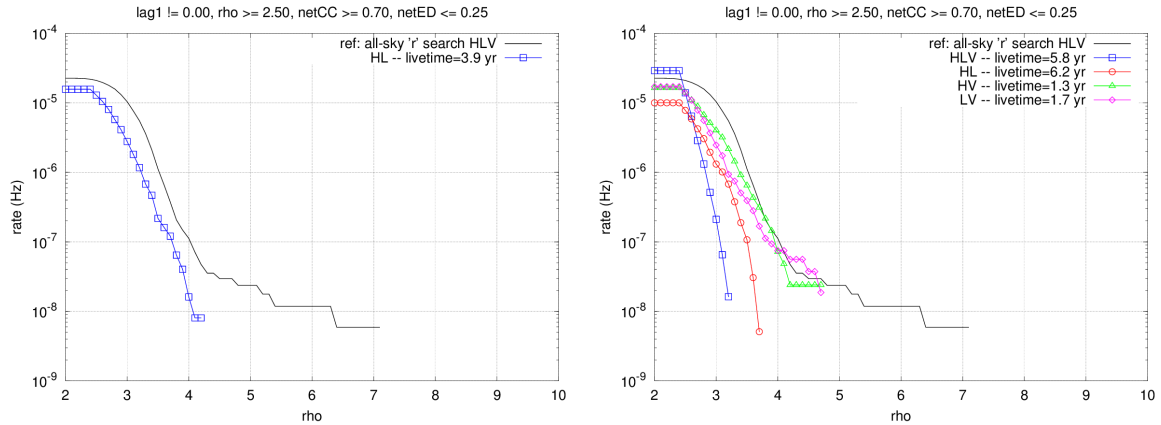 lag1 != 0.00, rho >= 2.50, netCC >= 0.70, netED <= 0.25
ref: all-sky 'r' search HLV
HL -- livetime=3.9 yr
rate (Hz)
10-4
10-5
10-6
10-7
10-8
10-9
2 3 4 5 6 7 8 9 10
rho
lag1 != 0.00, rho >= 2.50, netCC >= 0.70, netED <= 0.25
ref: all-sky 'r' search HLV
HLV -- livetime=5.8 yr
HL -- livetime=6.2 yr
HV -- livetime=1.3 yr
LV -- livetime=1.7 yr
rate (Hz)
10-4
10-5
10-6
10-7
10-8
10-9
2 3 4 5 6 7 8 9 10
rho